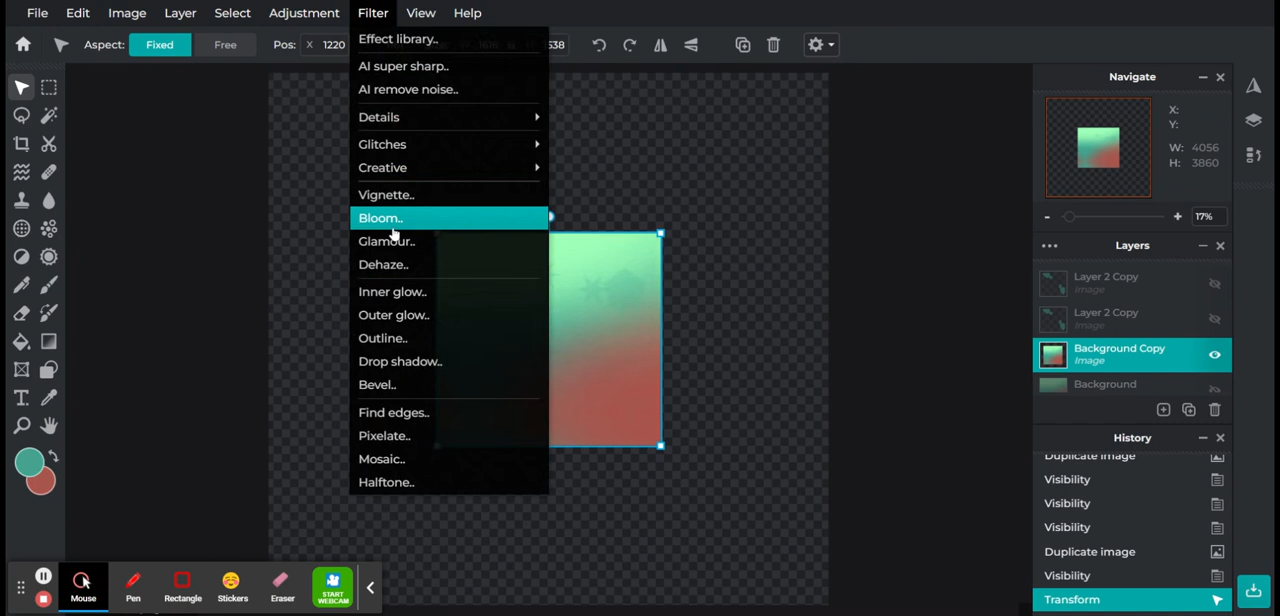 File Edit Image Layer Select Adjustment Filter View Help
Aspect: Fixed Free Pos: X 1220 538
Effect library..
AI super sharp..
AI remove noise..
Details
Glitches
Creative
Vignette..
Bloom..
Glamour..
Dehaze..
Inner glow..
Outer glow..
Outline..
Drop shadow..
Bevel..
Find edges..
Pixelate..
Mosaic..
Halftone..
Navigate
X:
Y:
W: 4056
H: 3860
17%
Layers
Layer 2 Copy
Image
Layer 2 Copy
Image
Background Copy
Image
Background
History
Duplicate image
Visibility
Visibility
Visibility
Duplicate image
Visibility
Transform
Mouse Pen Rectangle Stickers Eraser START WEBCAM